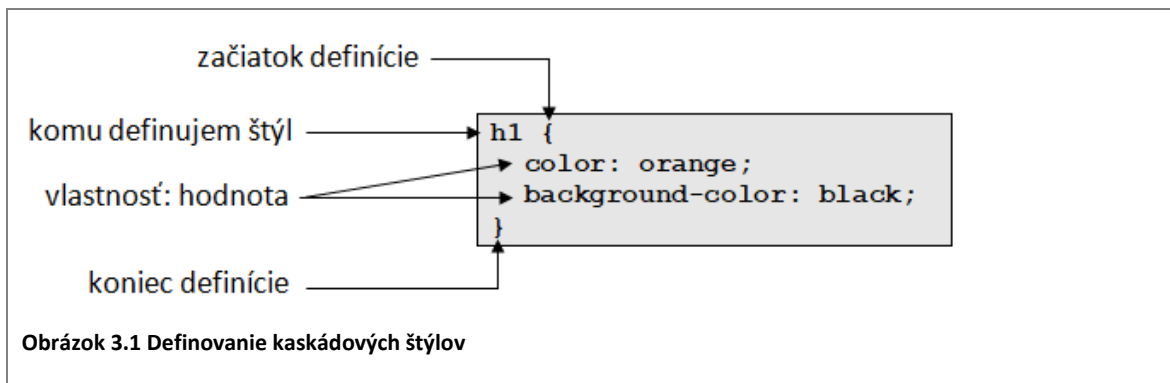 začiatok definície
komu definujem štýl
h1 {
color: orange;
vlastnosť: hodnota
background-color: black;
}
koniec definície
Obrázok 3.1 Definovanie kaskádových štýlov